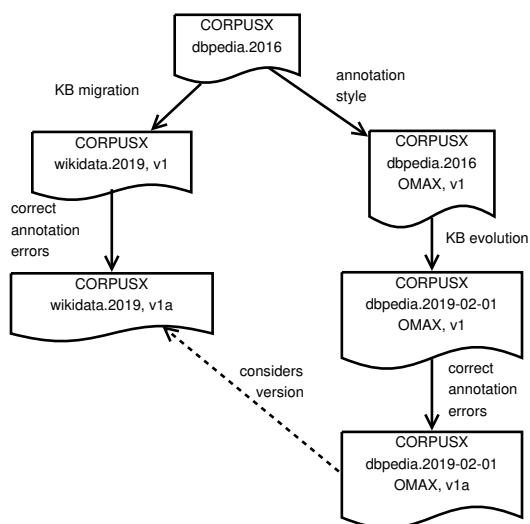 CORPUSX
dbpedia.2016
KB migration
annotation
style
CORPUSX
wikidata.2019, v1
CORPUSX
dbpedia.2016
OMAX, v1
correct
annotation
errors
KB evolution
CORPUSX
wikidata.2019, v1a
CORPUSX
dbpedia.2019-02-01
OMAX, v1
considers
version
correct
annotation
errors
CORPUSX
dbpedia.2019-02-01
OMAX, v1a